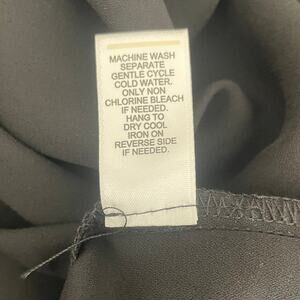 MACHINE WASH
SEPARATE
GENTLE CYCLE
COLD WATER.
ONLY NON
CHLORINE BLEACH
IF NEEDED.
HANG TO
DRY COOL
IRON ON
REVERSE SIDE
IF NEEDED.